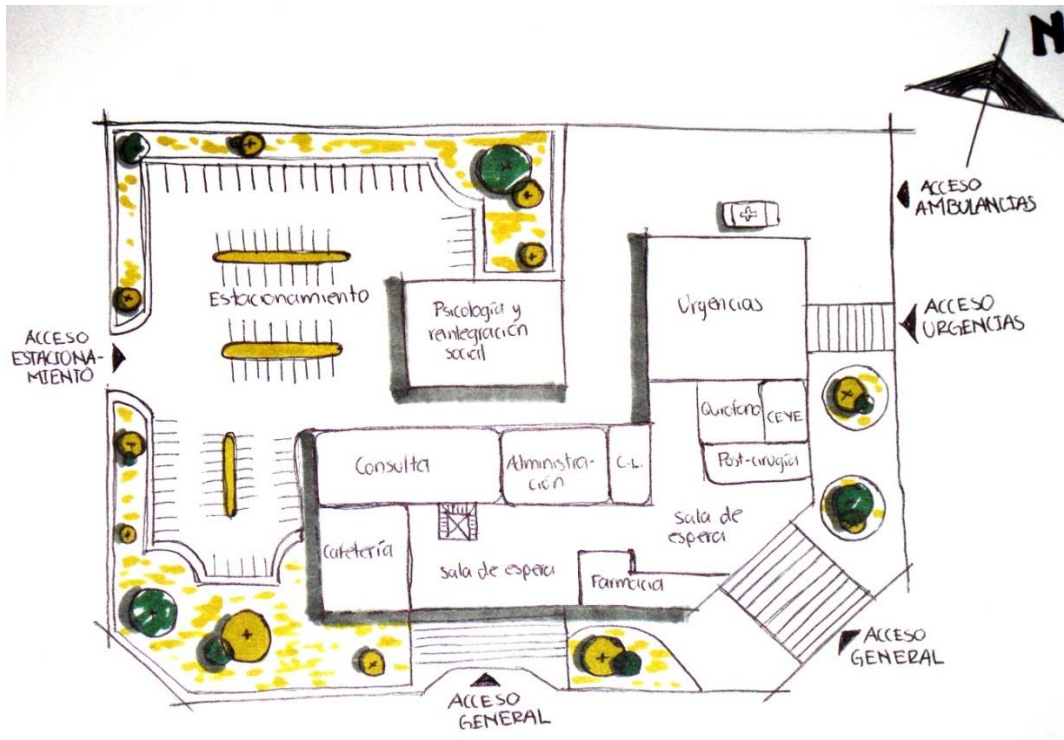 N
ACCESO
AMBULANCIAS
ACCESO
URGENCIAS
Estacionamiento
Psicología y
reintegración
social
Urgencias
ACCESO
ESTACIONA-
MIENTO
Quirofano
CEYE
Post-cirugía
Consulta
Administra-
ción
C.L.
Cafetería
sala de espera
sala de
espera
Farmacia
ACCESO
GENERAL
ACCESO
GENERAL